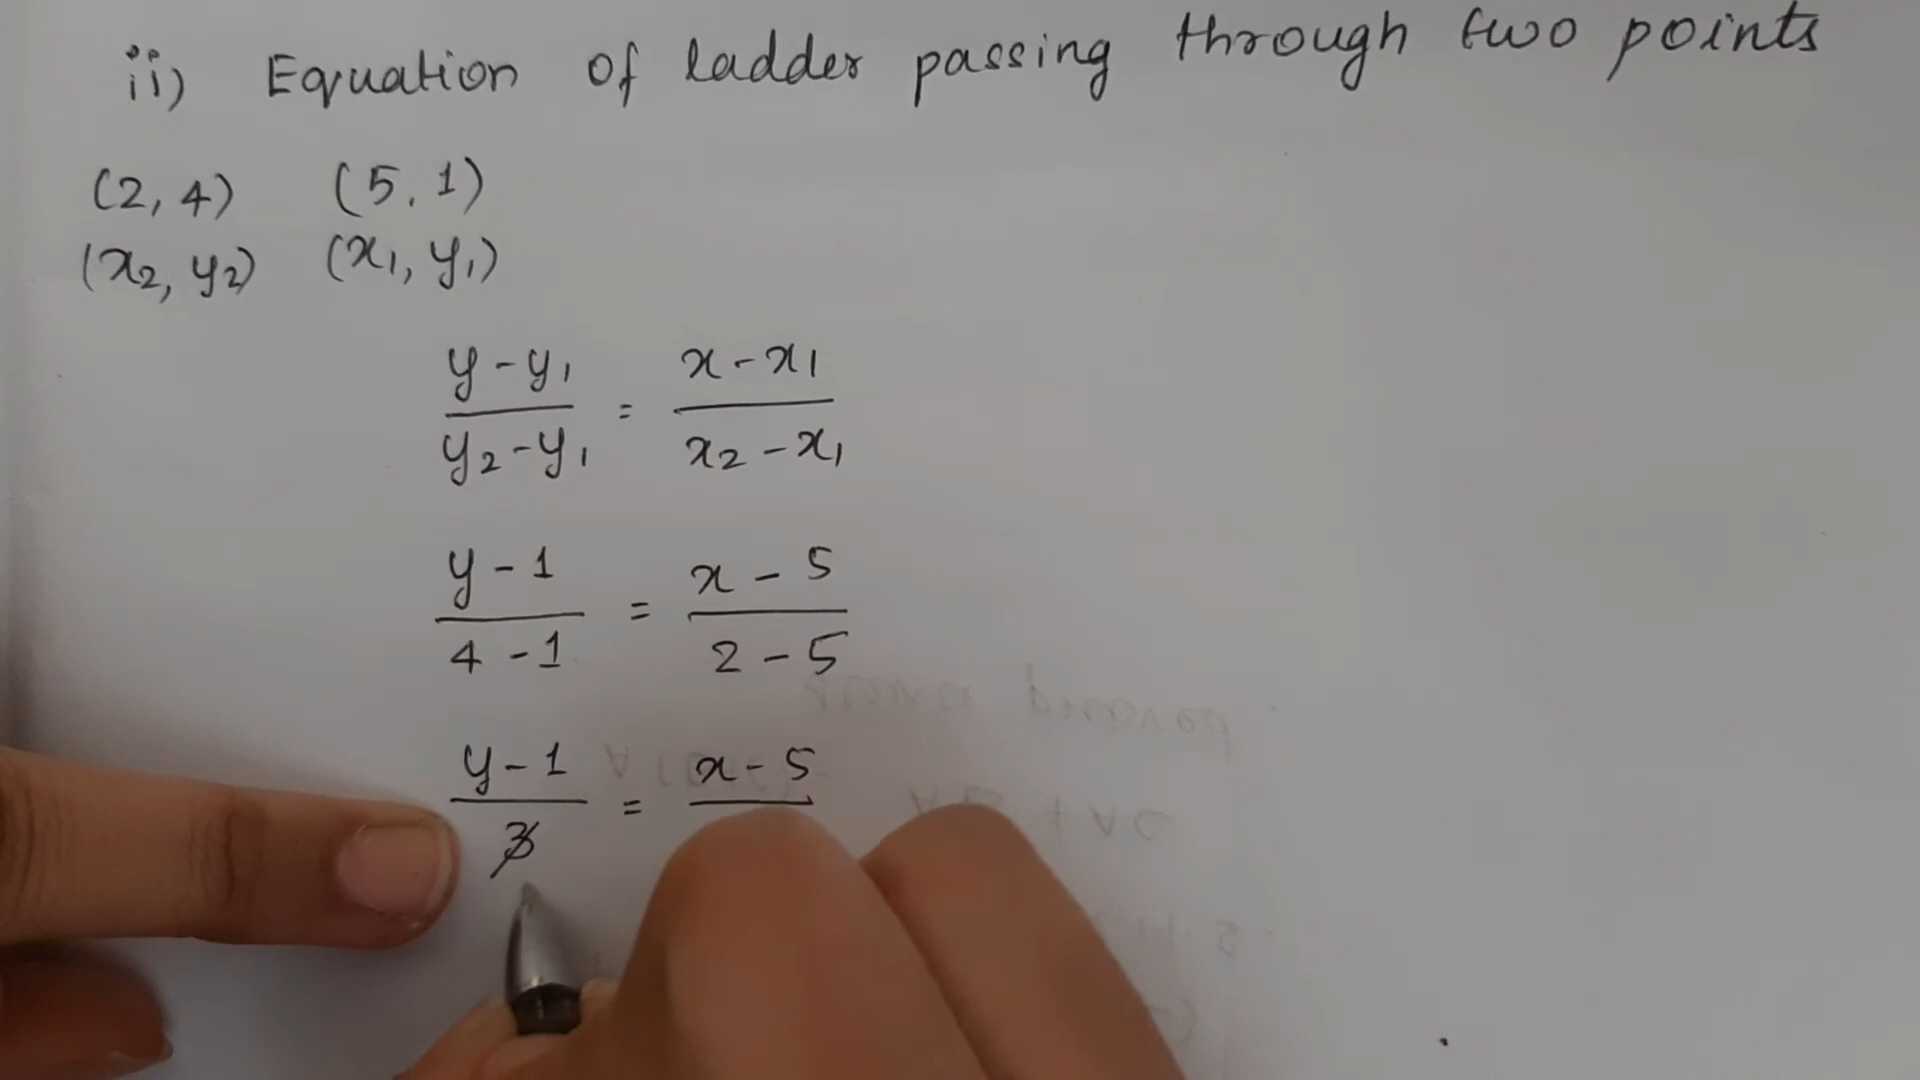 ii) Equation of ladder passing through two points
(2, 4) (5, 1)
(x2, y2) (x1, y1)
y - y1 / y2 - y1 = x - x1 / x2 - x1
y - 1 / 4 - 1 = x - 5 / 2 - 5
y - 1 / 3 = x - 5